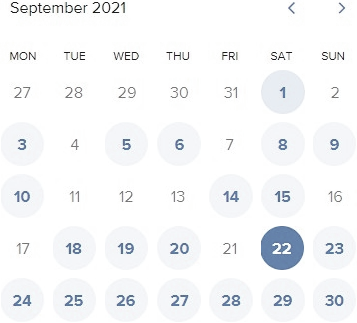 September 2021
MON TUE WED THU FRI SAT SUN
27 28 29 30 31 1 2
3 4 5 6 7 8 9
10 11 12 13 14 15 16
17 18 19 20 21 22 23
24 25 26 27 28 29 30